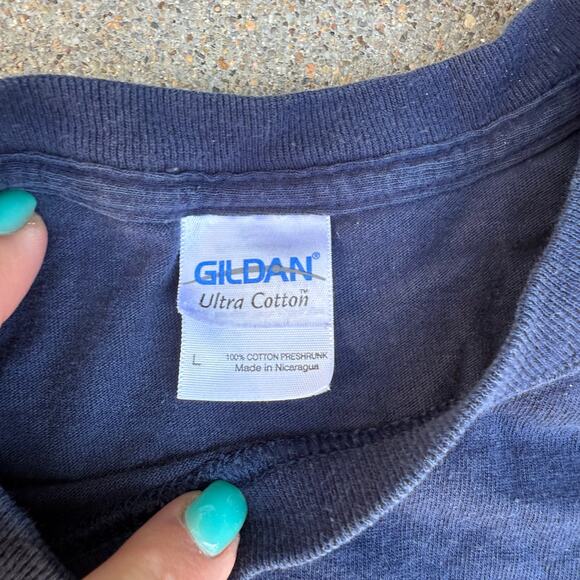 GILDAN®
Ultra Cotton™
L
100% COTTON PRESHRUNK
Made in Nicaragua